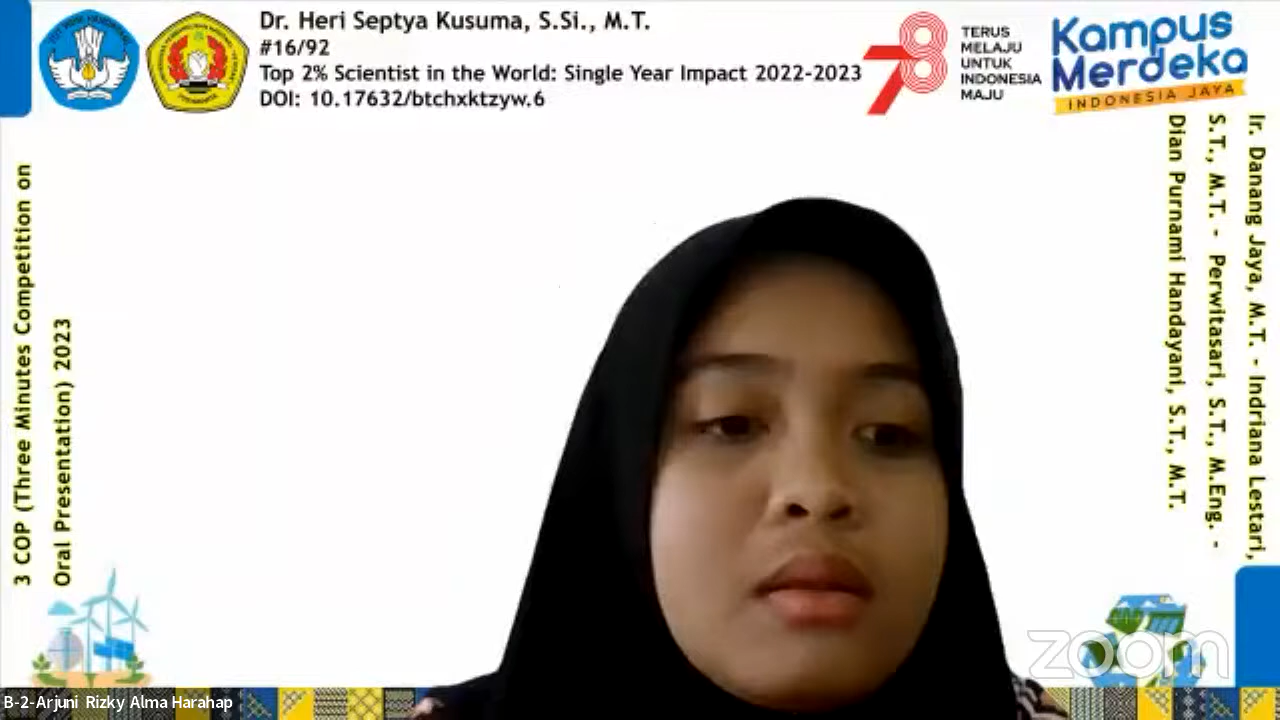 Dr. Heri Septya Kusuma, S.Si., M.T.
#16/92
Top 2% Scientist in the World: Single Year Impact 2022-2023
DOI: 10.17632/btchxktzyw.6
78
TERUS
MELAJU
UNTUK
INDONESIA
MAJU
Kampus
Merdeka
INDONESIA JAYA
3 COP (Three Minutes Competition on
Oral Presentation) 2023
Ir. Danang Jaya, M.T. - Indriana Lestari,
S.T., M.T. - Perwitasari, S.T., M.Eng. -
Dian Purnami Handayani, S.T., M.T.
zoom
B-2-Arjuni Rizky Alma Harahap